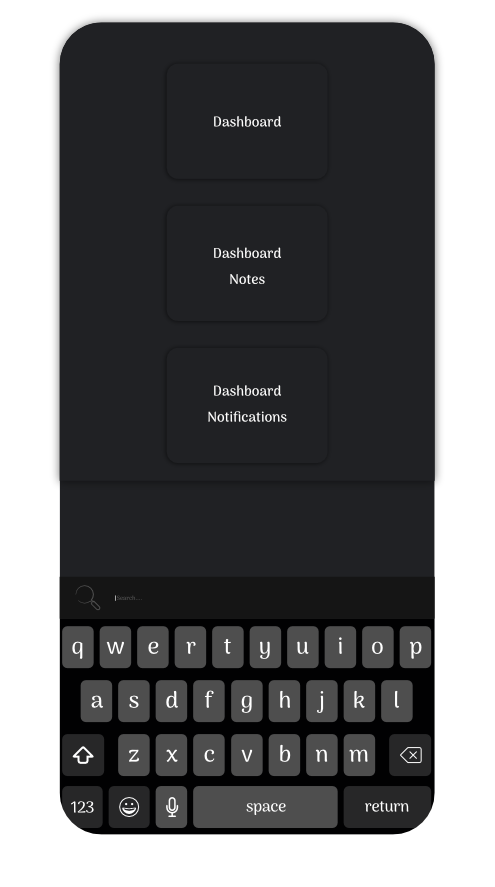 Dashboard
Dashboard
Notes
Dashboard
Notifications
Search...
q w e r t y u i o p
a s d f g h j k l
z x c v b n m
123 space return